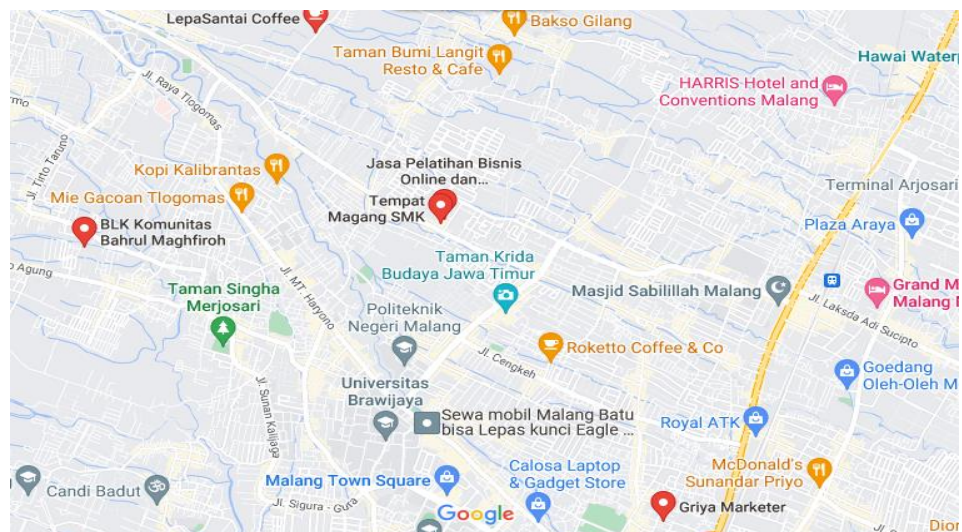 LepaSantai Coffee
Bakso Gilang
Taman Bumi Langit
Resto & Cafe
Hawai Waterp
HARRIS Hotel and
Conventions Malang
Jl. Raya Tlogomas
Jl. Tirto Taruno
Kopi Kalibrantas
Mie Gacoan Tlogomas
Jasa Pelatihan Bisnis
Online dan...
Tempat
Magang SMK
Terminal Arjosari
Plaza Araya
BLK Komunitas
Bahrul Maghfiroh
o Agung
Taman Krida
Budaya Jawa Timur
Jl. MT. Haryono
Taman Singha
Merjosari
Masjid Sabilillah Malang
Grand M
Malang
Jl. Laksda Adi Sucipto
Politeknik
Negeri Malang
Jl. Cengkeh
Roketto Coffee & Co
Goedang
Oleh-Oleh M
Jl. Sunan Kalijaga
Universitas
Brawijaya
Sewa mobil Malang Batu
bisa Lepas kunci Eagle ...
Royal ATK
Malang Town Square
Calosa Laptop
& Gadget Store
McDonald's
Sunandar Priyo
Candi Badut
Jl. Sigura - Gura
Google
Griya Marketer
Dion